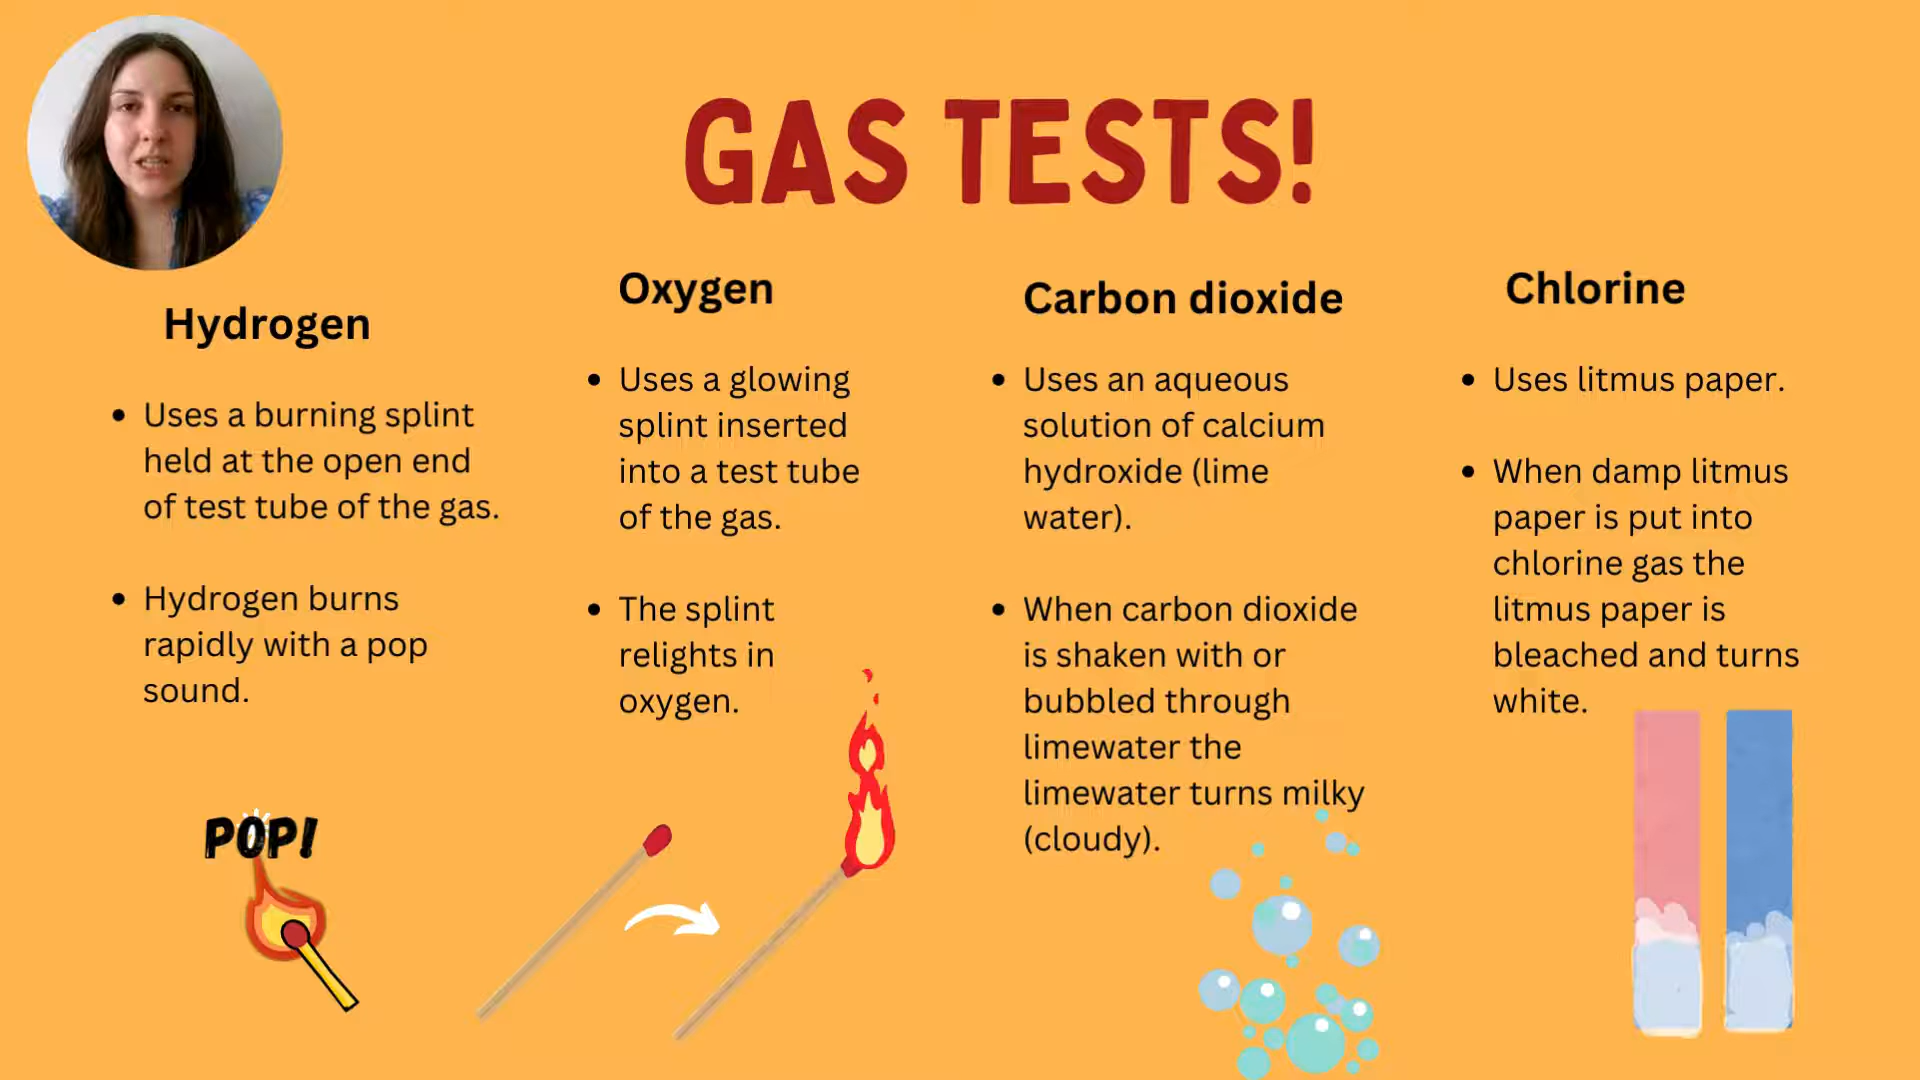 GAS TESTS!
Hydrogen
• Uses a burning splint
held at the open end
of test tube of the gas.
• Hydrogen burns
rapidly with a pop
sound.
POP!
Oxygen
• Uses a glowing
splint inserted
into a test tube
of the gas.
• The splint
relights in
oxygen.
Carbon dioxide
• Uses an aqueous
solution of calcium
hydroxide (lime
water).
• When carbon dioxide
is shaken with or
bubbled through
limewater the
limewater turns milky
(cloudy).
Chlorine
• Uses litmus paper.
• When damp litmus
paper is put into
chlorine gas the
litmus paper is
bleached and turns
white.